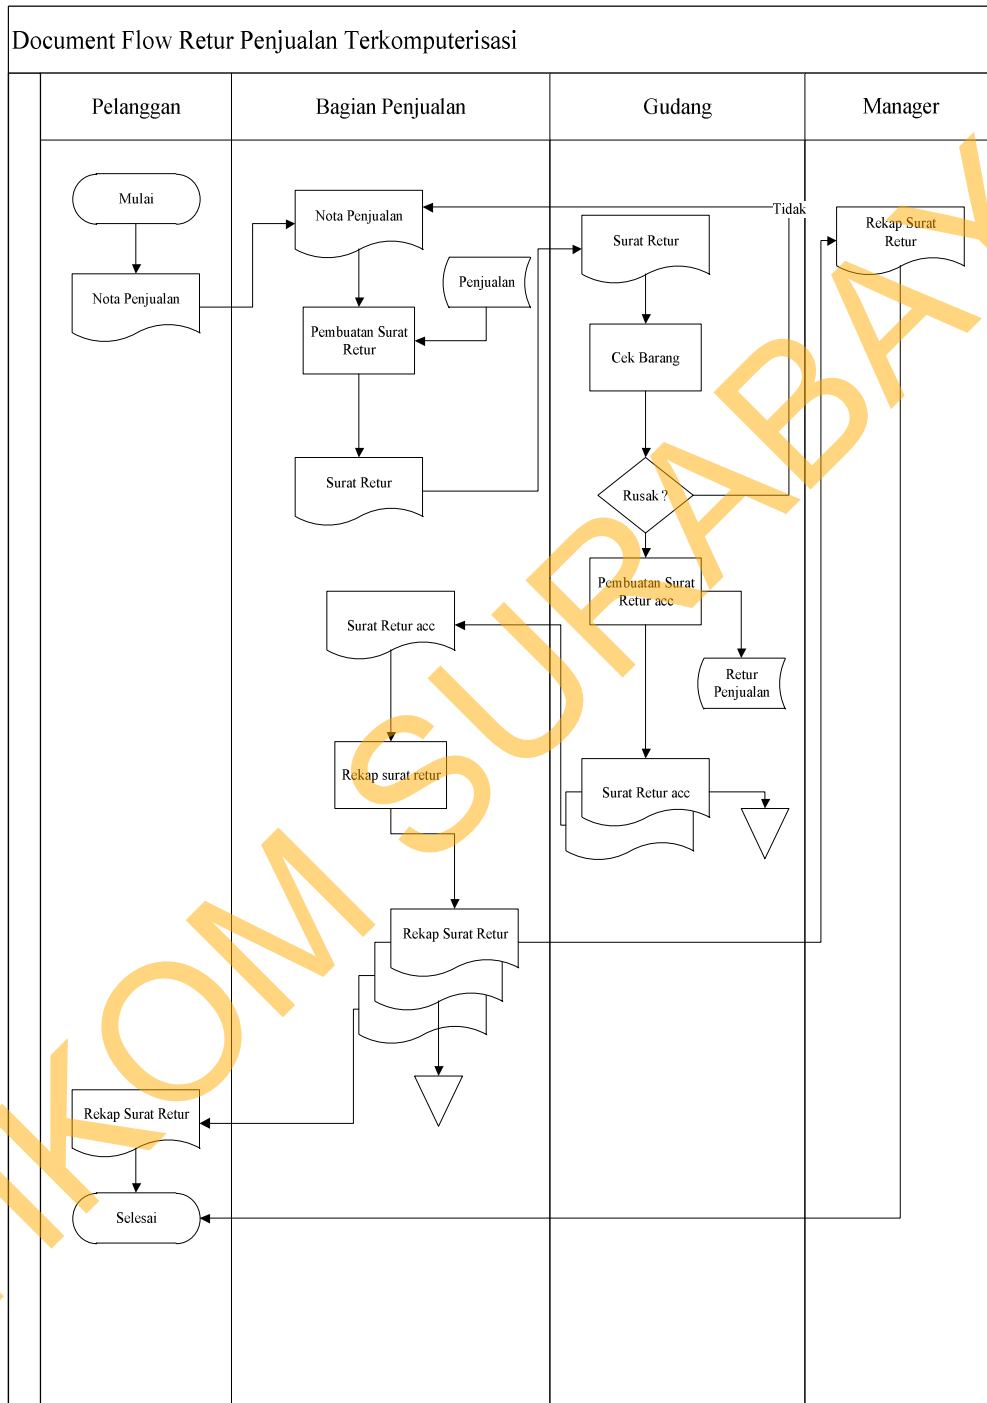 Document Flow Retur Penjualan Terkomputerisasi
Pelanggan
Bagian Penjualan
Gudang
Manager
Mulai
Nota Penjualan
Nota Penjualan
Penjualan
Pembuatan Surat
Retur
Surat Retur
Surat Retur
Cek Barang
Rusak ?
Tidak
Pembuatan Surat
Retur acc
Retur
Penjualan
Surat Retur acc
Surat Retur acc
Rekap surat retur
Rekap Surat Retur
Rekap Surat
Retur
Rekap Surat Retur
Selesai
IKOM SURABAY